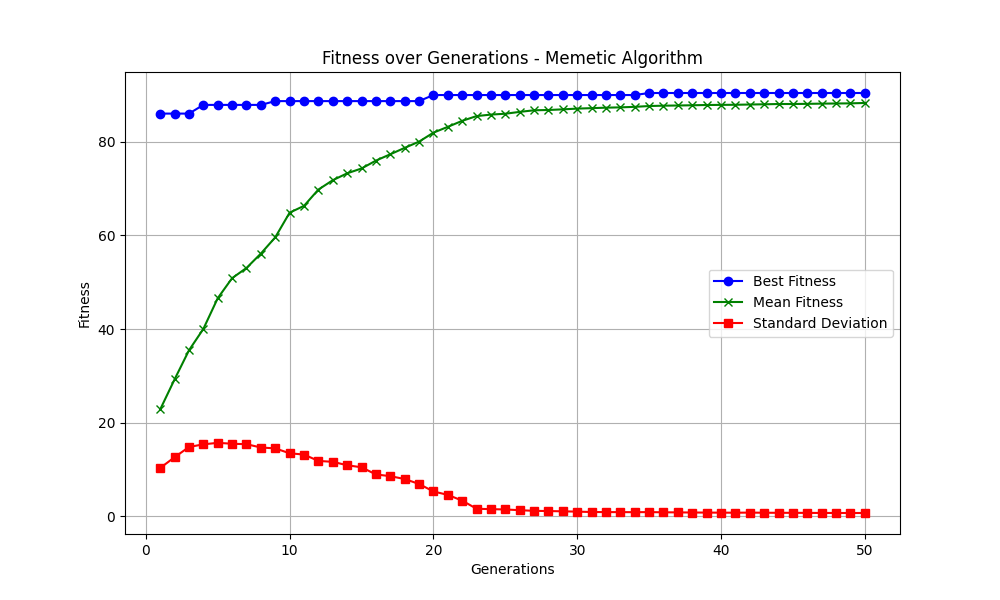 Fitness over Generations - Memetic Algorithm
80
60
40
20
0
Fitness
Best Fitness
Mean Fitness
Standard Deviation
0 10 20 30 40 50
Generations